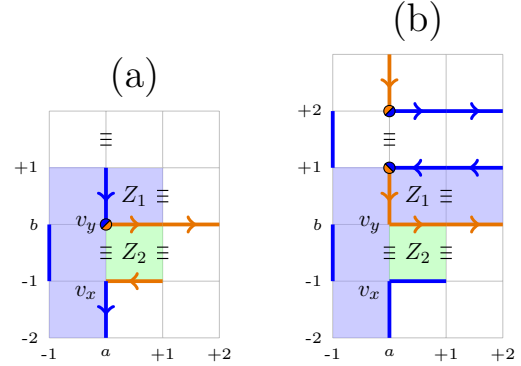 (a)
(b)
≡
+1
Z₁ ≡
b
v_y
≡ Z₂ ≡
-1
v_x
-2
-1
a
+1
+2
+2
≡
+1
Z₁ ≡
b
v_y
≡ Z₂ ≡
-1
v_x
-2
-1
a
+1
+2